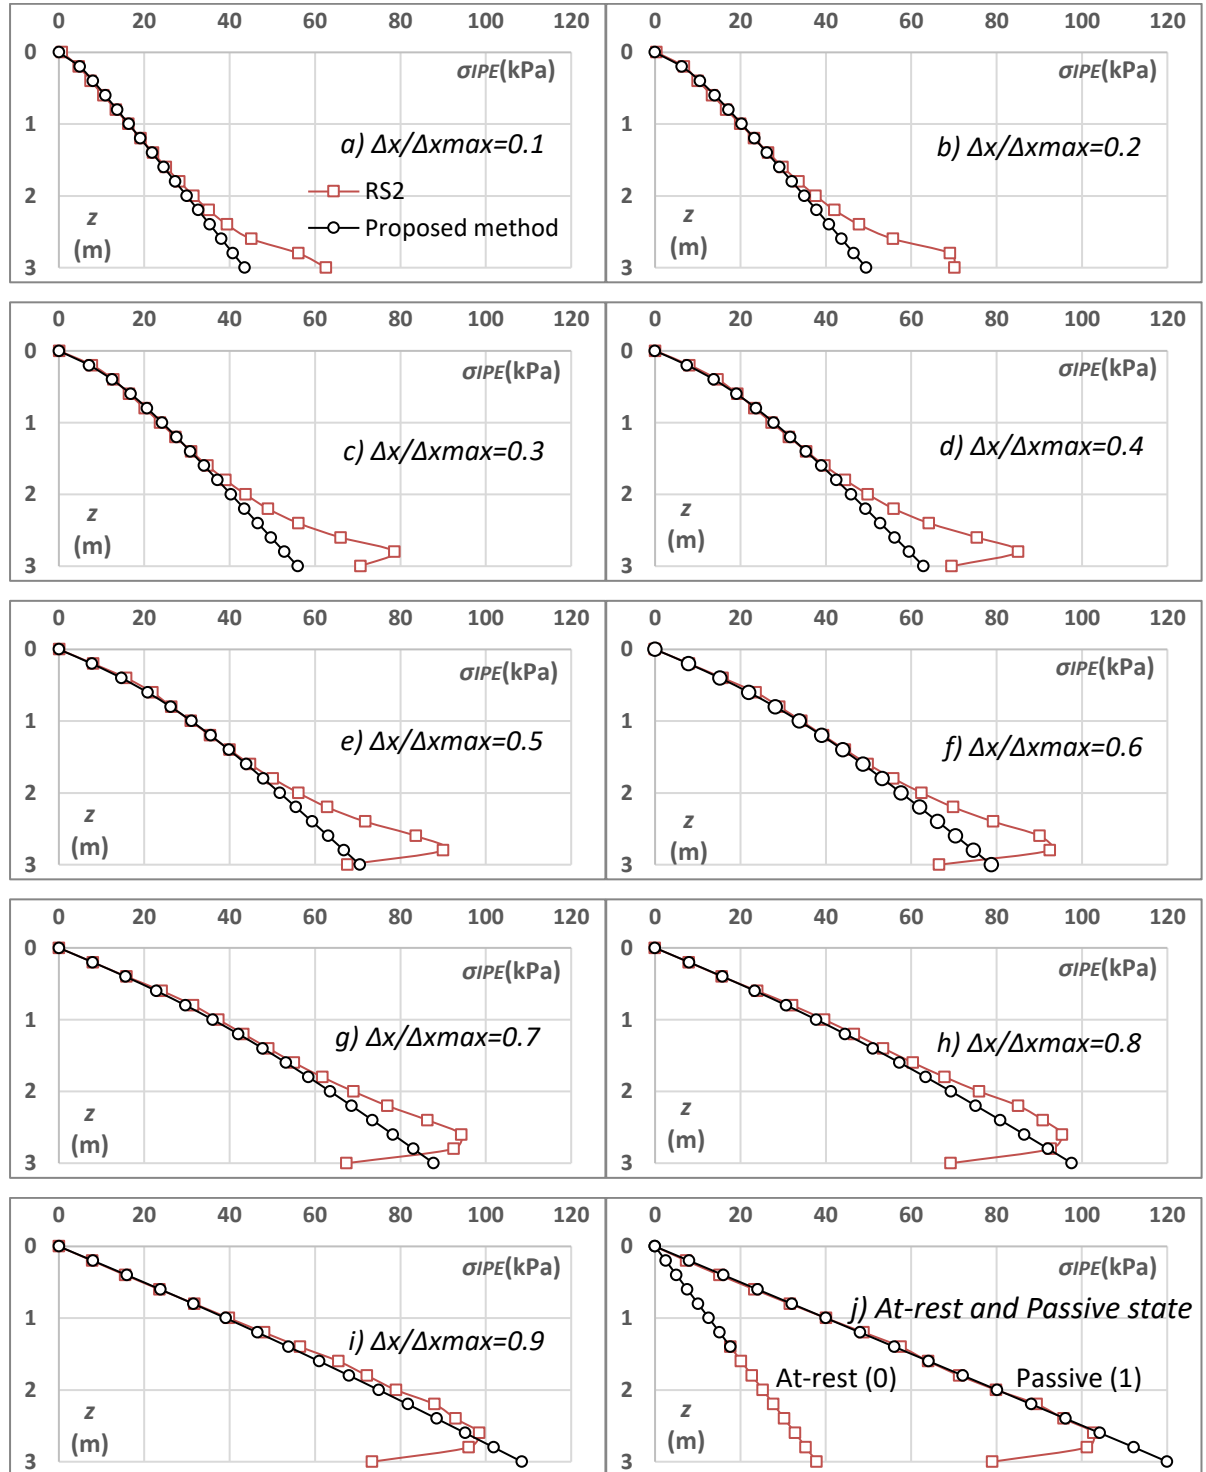 0 20 40 60 80 100 120
0 20 40 60 80 100 120
0
σIPE(kPa)
1
a) Δx/Δxmax=0.1
RS2
2
Proposed method
z
(m)
3
0
σIPE(kPa)
1
b) Δx/Δxmax=0.2
2
z
(m)
3
0 20 40 60 80 100 120
0 20 40 60 80 100 120
0
σIPE(kPa)
1
c) Δx/Δxmax=0.3
2
z
(m)
3
0
σIPE(kPa)
1
d) Δx/Δxmax=0.4
2
z
(m)
3
0 20 40 60 80 100 120
0 20 40 60 80 100 120
0
σIPE(kPa)
1
e) Δx/Δxmax=0.5
2
z
(m)
3
0
σIPE(kPa)
1
f) Δx/Δxmax=0.6
2
z
(m)
3
0 20 40 60 80 100 120
0 20 40 60 80 100 120
0
σIPE(kPa)
1
g) Δx/Δxmax=0.7
2
z
(m)
3
0
σIPE(kPa)
1
h) Δx/Δxmax=0.8
2
z
(m)
3
0 20 40 60 80 100 120
0 20 40 60 80 100 120
0
σIPE(kPa)
1
i) Δx/Δxmax=0.9
2
z
(m)
3
0
σIPE(kPa)
j) At-rest and Passive state
1
At-rest (0) Passive (1)
2
z
(m)
3